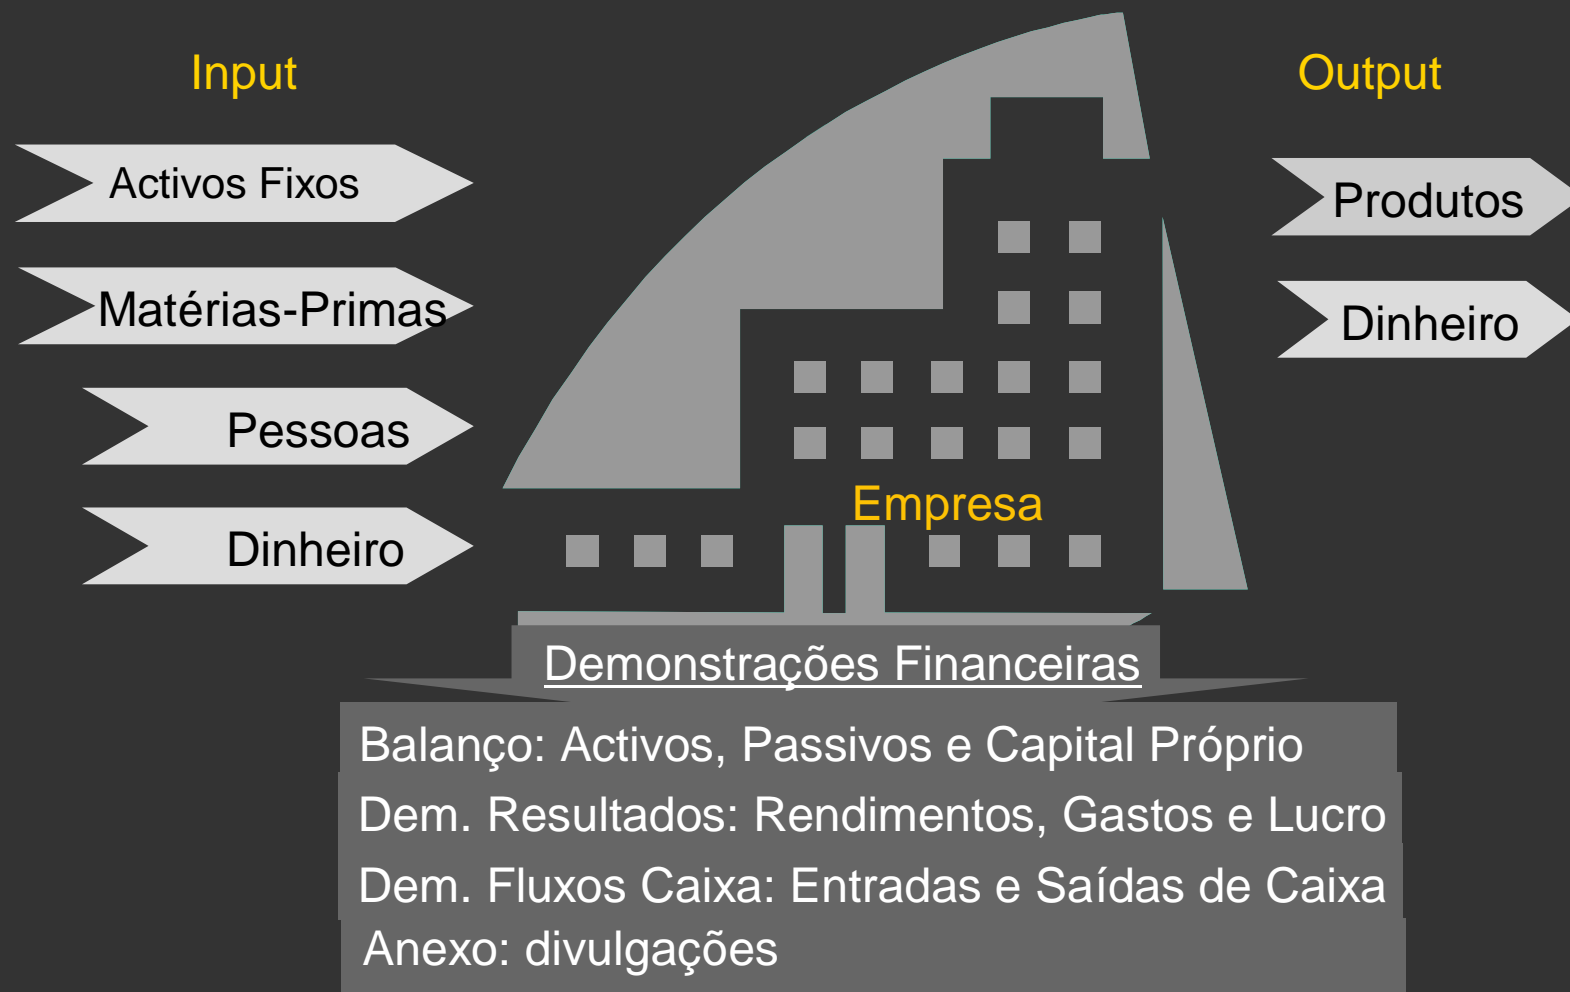 Input
Output
Activos Fixos
Matérias-Primas
Pessoas
Dinheiro
Produtos
Dinheiro
Empresa
Demonstrações Financeiras
Balanço: Activos, Passivos e Capital Próprio
Dem. Resultados: Rendimentos, Gastos e Lucro
Dem. Fluxos Caixa: Entradas e Saídas de Caixa
Anexo: divulgações